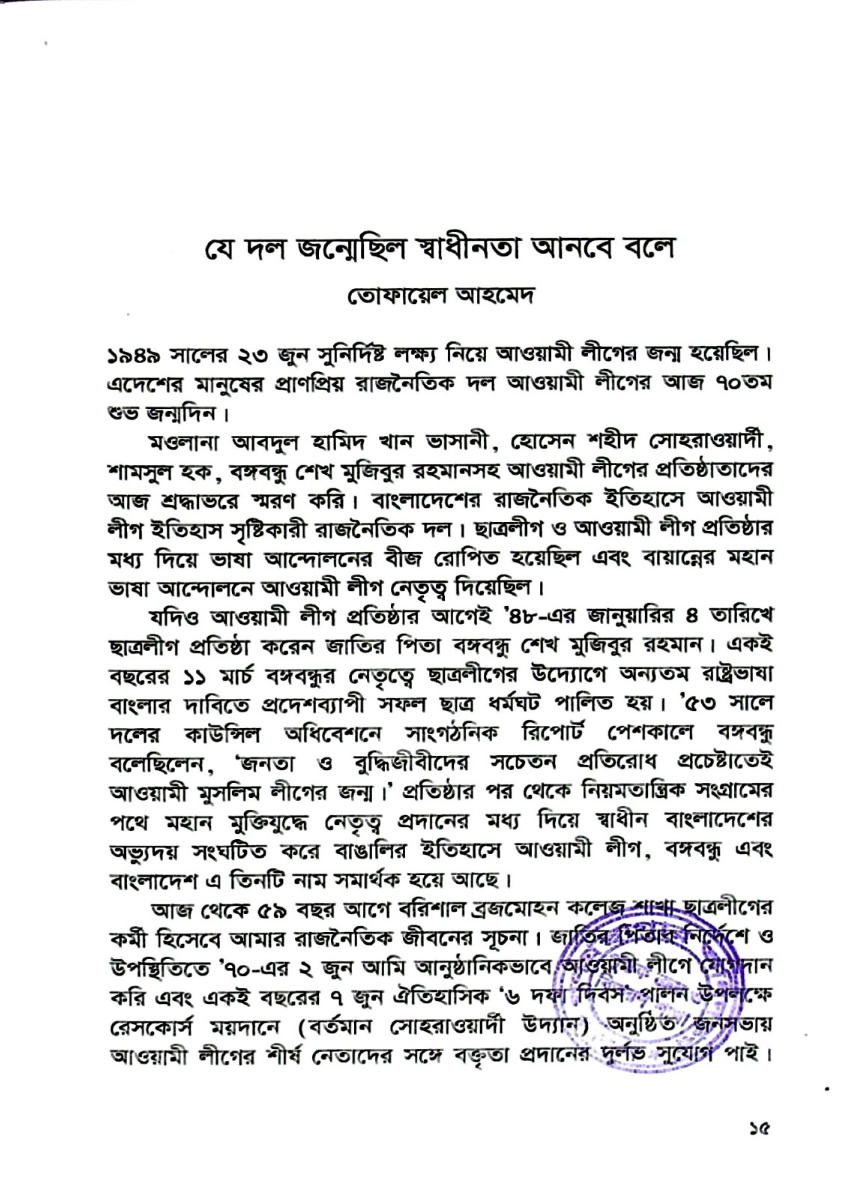 যে দল জন্মেছিল স্বাধীনতা আনবে বলে
তোফায়েল আহমেদ
১৯৪৯ সালের ২৩ জুন সুনির্দিষ্ট লক্ষ্য নিয়ে আওয়ামী লীগের জন্ম হয়েছিল।
এদেশের মানুষের প্রাণপ্রিয় রাজনৈতিক দল আওয়ামী লীগের আজ ৭০তম
শুভ জন্মদিন।
মওলানা আবদুল হামিদ খান ভাসানী, হোসেন শহীদ সোহরাওয়ার্দী,
শামসুল হক, বঙ্গবন্ধু শেখ মুজিবুর রহমানসহ আওয়ামী লীগের প্রতিষ্ঠাতাদের
আজ শ্রদ্ধাভরে স্মরণ করি। বাংলাদেশের রাজনৈতিক ইতিহাসে আওয়ামী
লীগ ইতিহাস সৃষ্টিকারী রাজনৈতিক দল। ছাত্রলীগ ও আওয়ামী লীগ প্রতিষ্ঠার
মধ্য দিয়ে ভাষা আন্দোলনের বীজ রোপিত হয়েছিল এবং বায়ান্নের মহান
ভাষা আন্দোলনে আওয়ামী লীগ নেতৃত্ব দিয়েছিল।
যদিও আওয়ামী লীগ প্রতিষ্ঠার আগেই '৪৮-এর জানুয়ারির ৪ তারিখে
ছাত্রলীগ প্রতিষ্ঠা করেন জাতির পিতা বঙ্গবন্ধু শেখ মুজিবুর রহমান। একই
বছরের ১১ মার্চ বঙ্গবন্ধুর নেতৃত্বে ছাত্রলীগের উদ্যোগে অন্যতম রাষ্ট্রভাষা
বাংলার দাবিতে প্রদেশব্যাপী সফল ছাত্র ধর্মঘট পালিত হয়। '৫৩ সালে
দলের কাউন্সিল অধিবেশনে সাংগঠনিক রিপোর্ট পেশকালে বঙ্গবন্ধু
বলেছিলেন, 'জনতা ও বুদ্ধিজীবীদের সচেতন প্রতিরোধ প্রচেষ্টাতেই
আওয়ামী মুসলিম লীগের জন্ম।' প্রতিষ্ঠার পর থেকে নিয়মতান্ত্রিক সংগ্রামের
পথে মহান মুক্তিযুদ্ধে নেতৃত্ব প্রদানের মধ্য দিয়ে স্বাধীন বাংলাদেশের
অভ্যুদয় সংঘটিত করে বাঙালির ইতিহাসে আওয়ামী লীগ, বঙ্গবন্ধু এবং
বাংলাদেশ এ তিনটি নাম সমার্থক হয়ে আছে।
আজ থেকে ৫৯ বছর আগে বরিশাল ব্রজমোহন কলেজ শাখা ছাত্রলীগের
কর্মী হিসেবে আমার রাজনৈতিক জীবনের সূচনা। জাতির পিতার নির্দেশে ও
উপস্থিতিতে '৭০-এর ২ জুন আমি আনুষ্ঠানিকভাবে আওয়ামী লীগে যোগদান
করি এবং একই বছরের ৭ জুন ঐতিহাসিক '৬ দফা দিবস' পালন উপলক্ষে
রেসকোর্স ময়দানে (বর্তমান সোহরাওয়ার্দী উদ্যান) অনুষ্ঠিত জনসভায়
আওয়ামী লীগের শীর্ষ নেতাদের সঙ্গে বক্তৃতা প্রদানের দুর্লভ সুযোগ পাই।
১৫